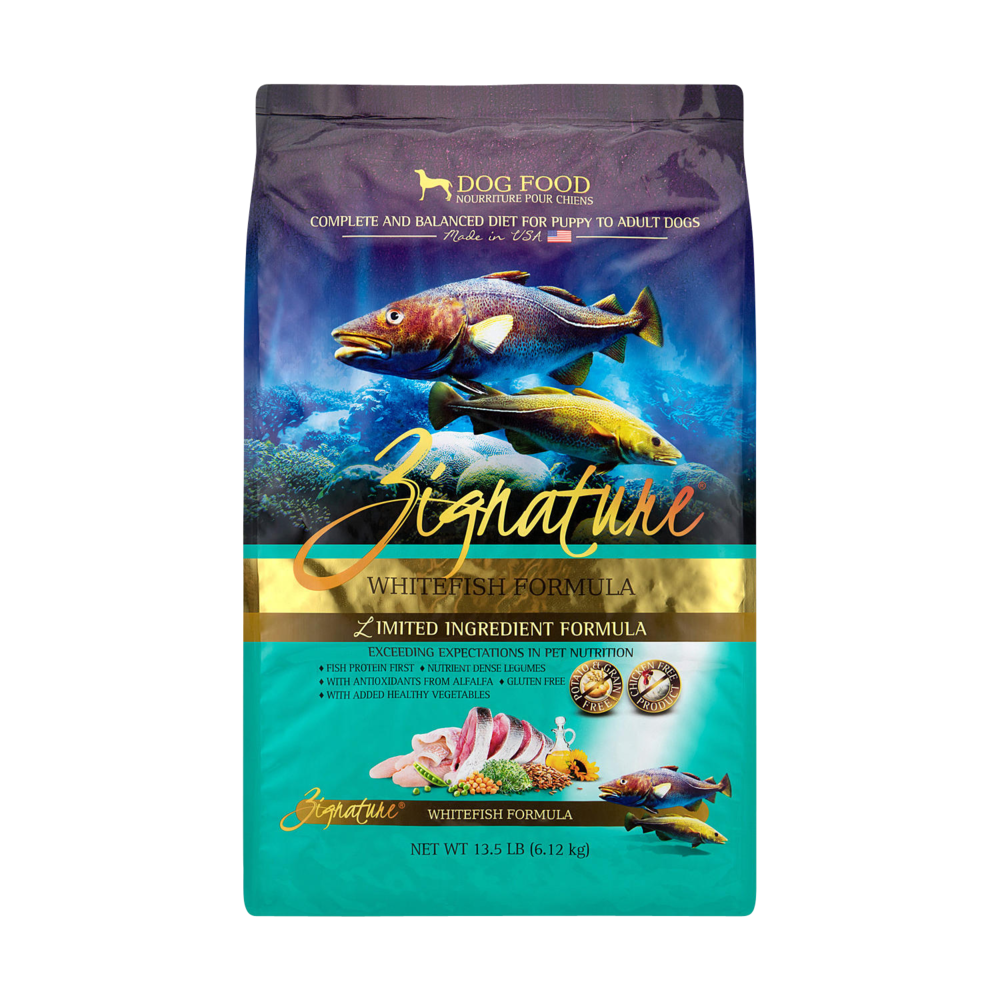 DOG FOOD
NOURRITURE POUR CHIENS
COMPLETE AND BALANCED DIET FOR PUPPY TO ADULT DOGS
Made in USA
Zignature®
WHITEFISH FORMULA
LIMITED INGREDIENT FORMULA
EXCEEDING EXPECTATIONS IN PET NUTRITION
♦ FISH PROTEIN FIRST ♦ NUTRIENT DENSE LEGUMES
♦ WITH ANTIOXIDANTS FROM ALFALFA ♦ GLUTEN FREE
♦ WITH ADDED HEALTHY VEGETABLES
POTATO & GRAIN FREE
CHICKEN FREE PRODUCT
Zignature®
WHITEFISH FORMULA
NET WT 13.5 LB (6.12 kg)